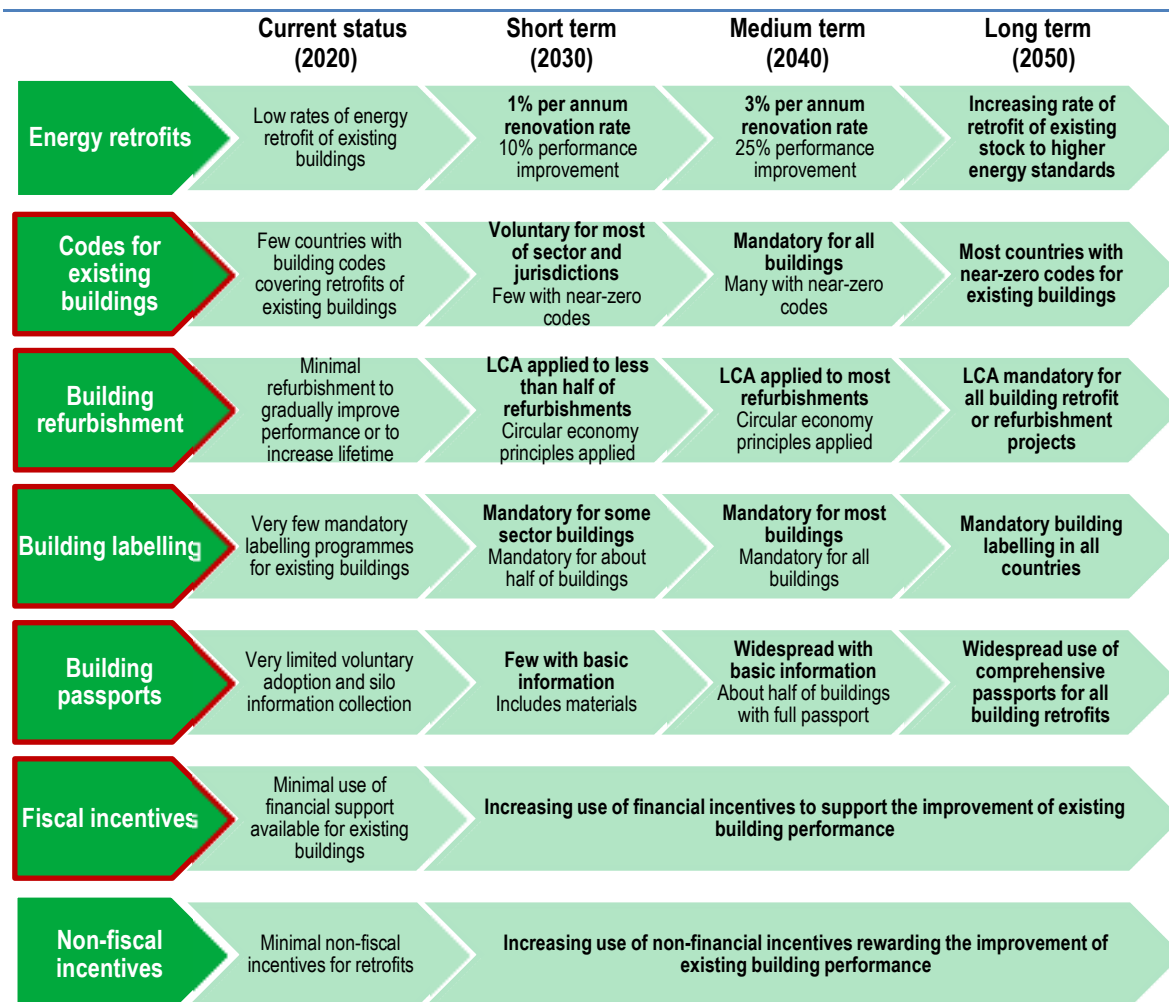 Current status
(2020)
Short term
(2030)
Medium term
(2040)
Long term
(2050)
Energy retrofits
Low rates of energy
retrofit of existing
buildings
1% per annum
renovation rate
10% performance
improvement
3% per annum
renovation rate
25% performance
improvement
Increasing rate of
retrofit of existing
stock to higher
energy standards
Codes for
existing
buildings
Few countries with
building codes
covering retrofits of
existing buildings
Voluntary for most
of sector and
jurisdictions
Few with near-zero
codes
Mandatory for all
buildings
Many with near-zero
codes
Most countries with
near-zero codes for
existing buildings
Building
refurbishment
Minimal
refurbishment to
gradually improve
performance or to
increase lifetime
LCA applied to less
than half of
refurbishments
Circular economy
principles applied
LCA applied to most
refurbishments
Circular economy
principles applied
LCA mandatory for
all building retrofit
or refurbishment
projects
Building labelling
Very few mandatory
labelling programmes
for existing buildings
Mandatory for some
sector buildings
Mandatory for about
half of buildings
Mandatory for most
buildings
Mandatory for all
buildings
Mandatory building
labelling in all
countries
Building
passports
Very limited voluntary
adoption and silo
information collection
Few with basic
information
Includes materials
Widespread with
basic information
About half of buildings
with full passport
Widespread use of
comprehensive
passports for all
building retrofits
Fiscal incentives
Minimal use of
financial support
available for existing
buildings
Increasing use of financial incentives to support the improvement of existing
building performance
Non-fiscal
incentives
Minimal non-fiscal
incentives for retrofits
Increasing use of non-financial incentives rewarding the improvement of
existing building performance